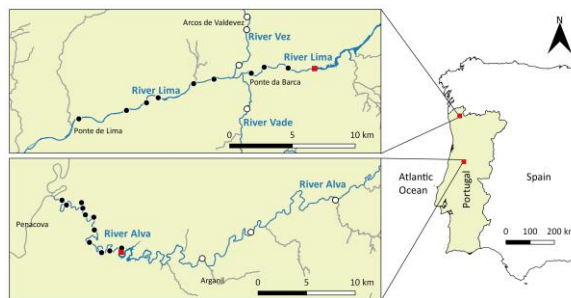 Arcos de Valdevez
River Vez
River Lima
River Lima
Ponte da Barca
Ponte de Lima
River Vade
0 5 10 km
River Alva
Penacova
River Alva
Arganil
0 5 10 km
N
Atlantic
Ocean
Portugal
Spain
0 100 200 km